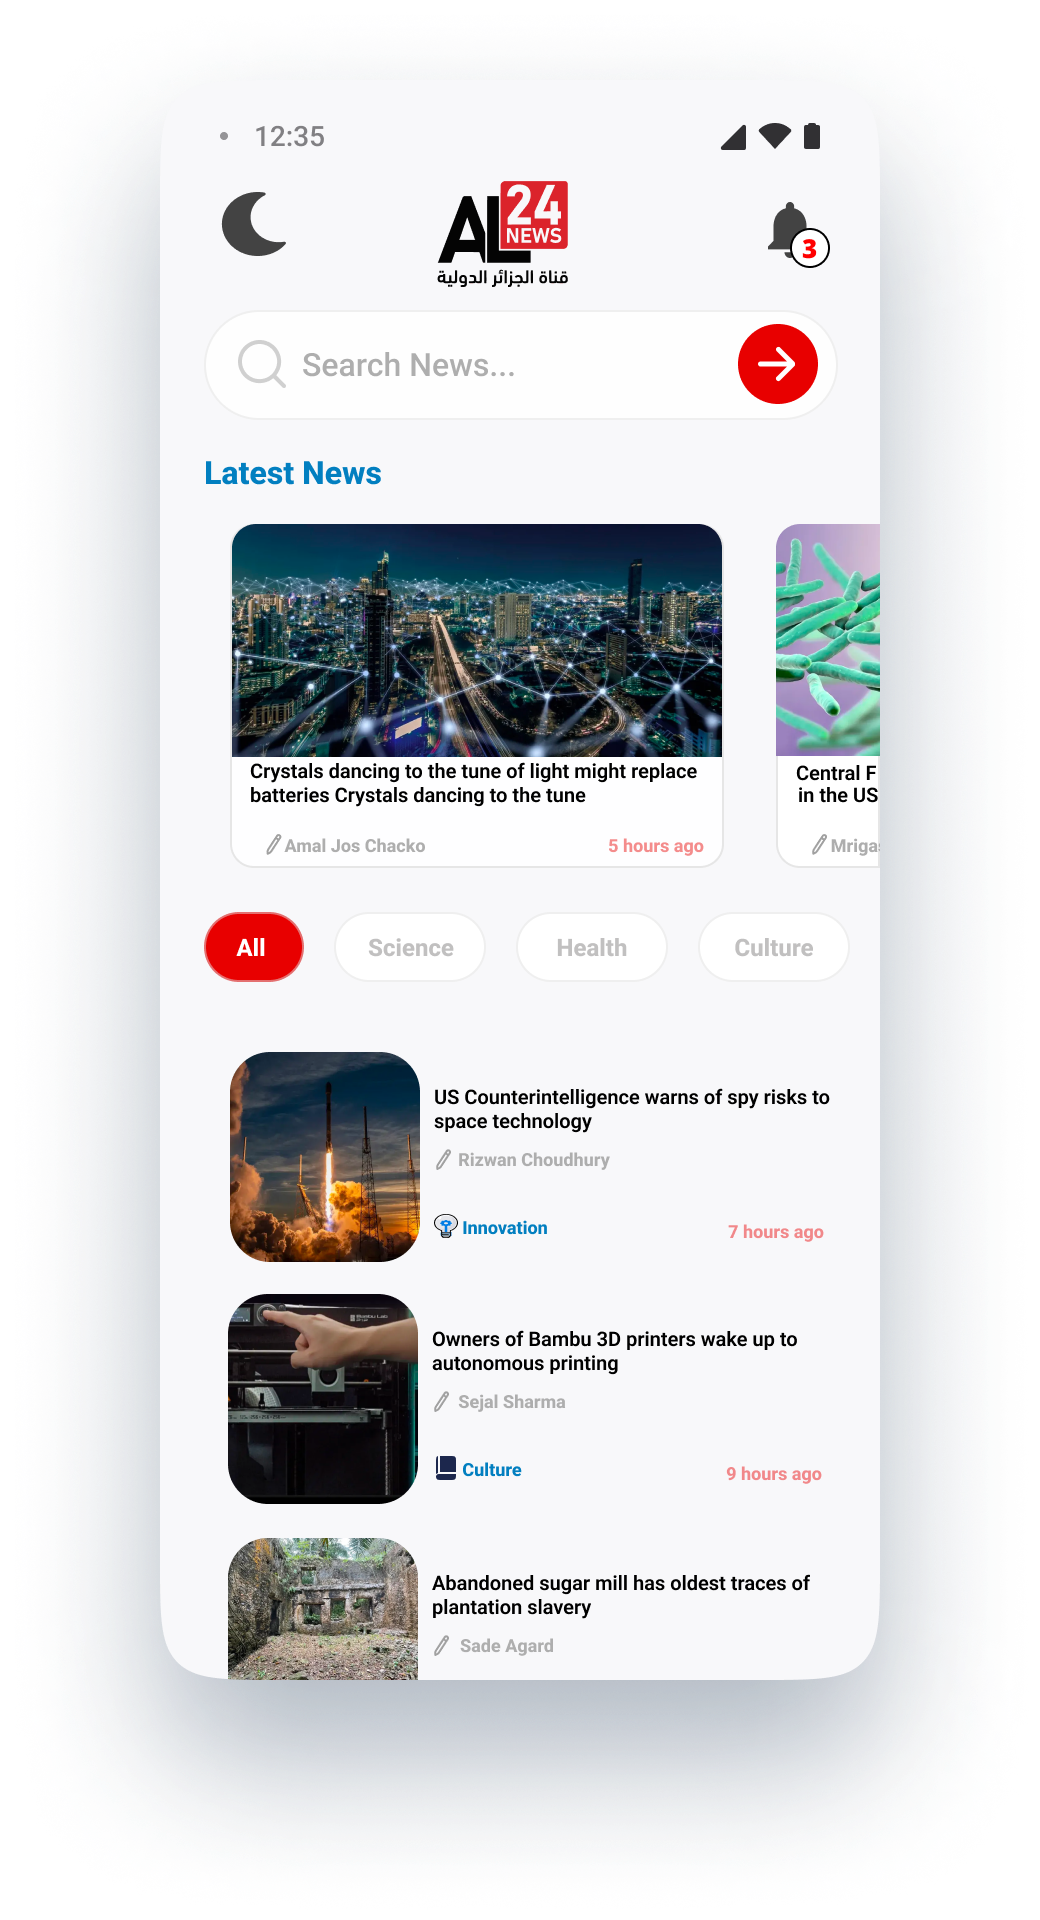 12:35
AL
24
NEWS
قناة الجزائر الدولية
3
Search News...
Latest News
Crystals dancing to the tune of light might replace
batteries Crystals dancing to the tune
Amal Jos Chacko
5 hours ago
Central F
in the US
Mriga
All
Science
Health
Culture
US Counterintelligence warns of spy risks to
space technology
Rizwan Choudhury
Innovation
7 hours ago
Bambu Lab
Owners of Bambu 3D printers wake up to
autonomous printing
Sejal Sharma
Culture
9 hours ago
Abandoned sugar mill has oldest traces of
plantation slavery
Sade Agard